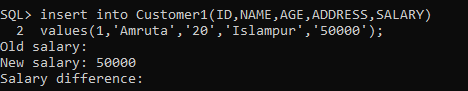 SQL> insert into Customer1(ID,NAME,AGE,ADDRESS,SALARY)
  2  values(1,'Amruta','20','Islampur','50000');
Old salary:
New salary: 50000
Salary difference: